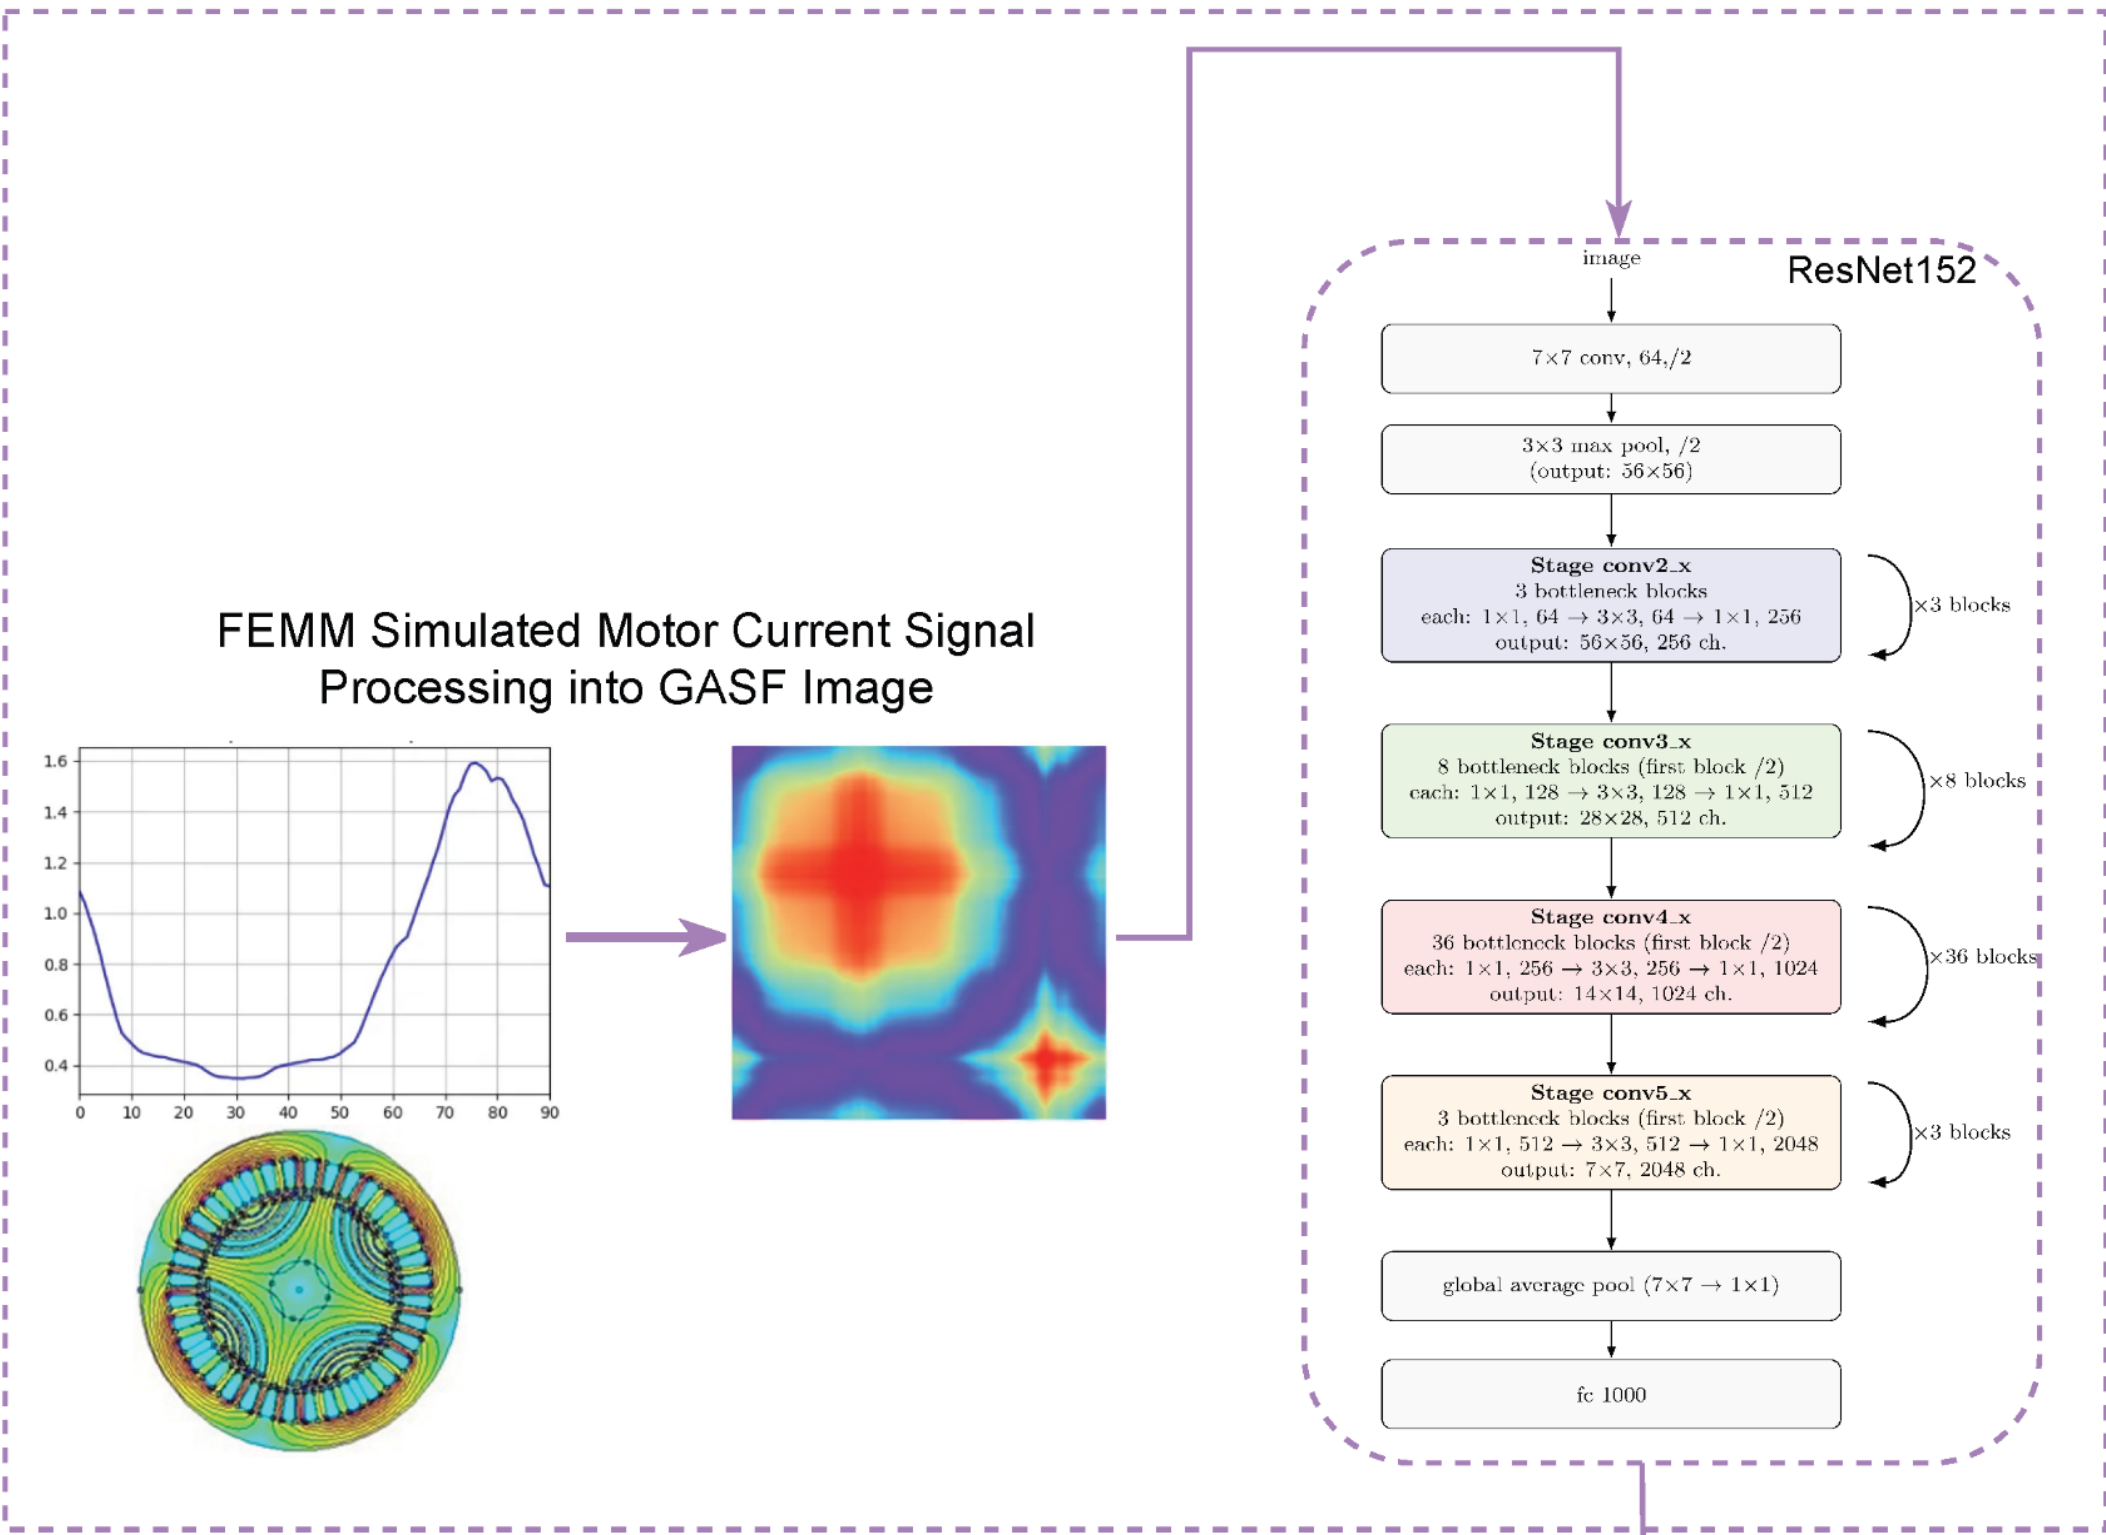 FEMM Simulated Motor Current Signal
Processing into GASF Image
1.6
1.4
1.2
1.0
0.8
0.6
0.4
0 10 20 30 40 50 60 70 80 90
ResNet152
image
7×7 conv, 64,/2
3×3 max pool, /2
(output: 56×56)
Stage conv2_x
3 bottleneck blocks
each: 1×1, 64 → 3×3, 64 → 1×1, 256
output: 56×56, 256 ch.
×3 blocks
Stage conv3_x
8 bottleneck blocks (first block /2)
each: 1×1, 128 → 3×3, 128 → 1×1, 512
output: 28×28, 512 ch.
×8 blocks
Stage conv4_x
36 bottleneck blocks (first block /2)
each: 1×1, 256 → 3×3, 256 → 1×1, 1024
output: 14×14, 1024 ch.
×36 blocks
Stage conv5_x
3 bottleneck blocks (first block /2)
each: 1×1, 512 → 3×3, 512 → 1×1, 2048
output: 7×7, 2048 ch.
×3 blocks
global average pool (7×7 → 1×1)
fc 1000